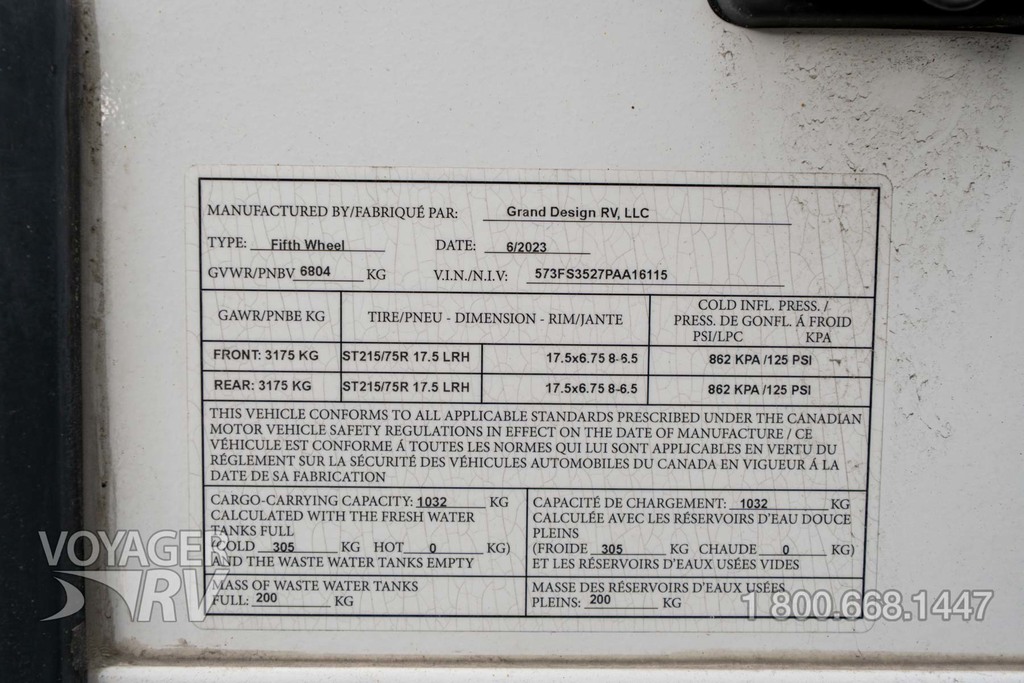 MANUFACTURED BY/FABRIQUÉ PAR: Grand Design RV, LLC
TYPE: Fifth Wheel DATE: 6/2023
GVWR/PNBV 6804 KG V.I.N./N.I.V: 573FS3527PAA16115
GAWR/PNBE KG TIRE/PNEU - DIMENSION - RIM/JANTE COLD INFL. PRESS. /
PRESS. DE GONFL. Á FROID
PSI/LPC KPA
FRONT: 3175 KG ST215/75R 17.5 LRH 17.5x6.75 8-6.5 862 KPA /125 PSI
REAR: 3175 KG ST215/75R 17.5 LRH 17.5x6.75 8-6.5 862 KPA /125 PSI
THIS VEHICLE CONFORMS TO ALL APPLICABLE STANDARDS PRESCRIBED UNDER THE CANADIAN
MOTOR VEHICLE SAFETY REGULATIONS IN EFFECT ON THE DATE OF MANUFACTURE / CE
VÉHICULE EST CONFORME Á TOUTES LES NORMES QUI LUI SONT APPLICABLES EN VERTU DU
RÉGLEMENT SUR LA SÉCURITÉ DES VÉHICULES AUTOMOBILES DU CANADA EN VIGUEUR Á LA
DATE DE SA FABRICATION
CARGO-CARRYING CAPACITY: 1032 KG
CALCULATED WITH THE FRESH WATER
TANKS FULL
(COLD 305 KG HOT 0 KG)
AND THE WASTE WATER TANKS EMPTY
CAPACITÉ DE CHARGEMENT: 1032 KG
CALCULÉE AVEC LES RÉSERVOIRS D'EAU DOUCE
PLEINS
(FROIDE 305 KG CHAUDE 0 KG)
ET LES RÉSERVOIRS D'EAUX USÉES VIDES
MASS OF WASTE WATER TANKS
FULL: 200 KG
MASSE DES RÉSERVOIRS D'EAUX USÉES
PLEINS: 200 KG
VOYAGER
RV
1 800.668.1447